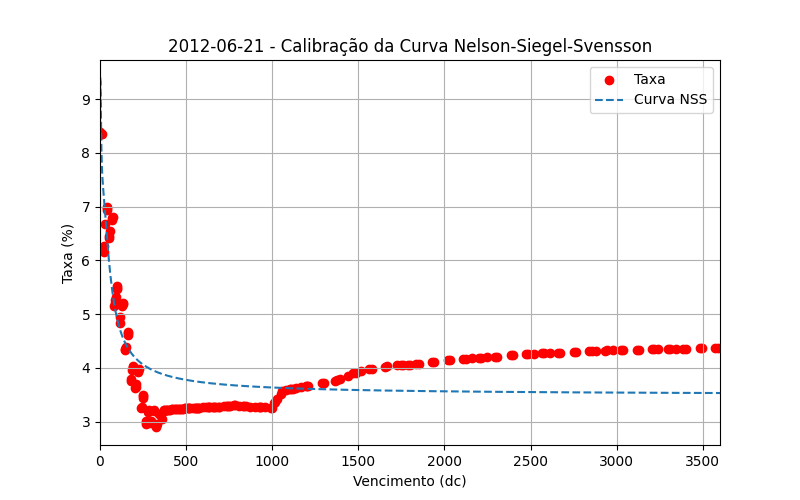 2012-06-21 - Calibração da Curva Nelson-Siegel-Svensson
Taxa
Curva NSS
Taxa (%)
9
8
7
6
5
4
3
0 500 1000 1500 2000 2500 3000 3500
Vencimento (dc)